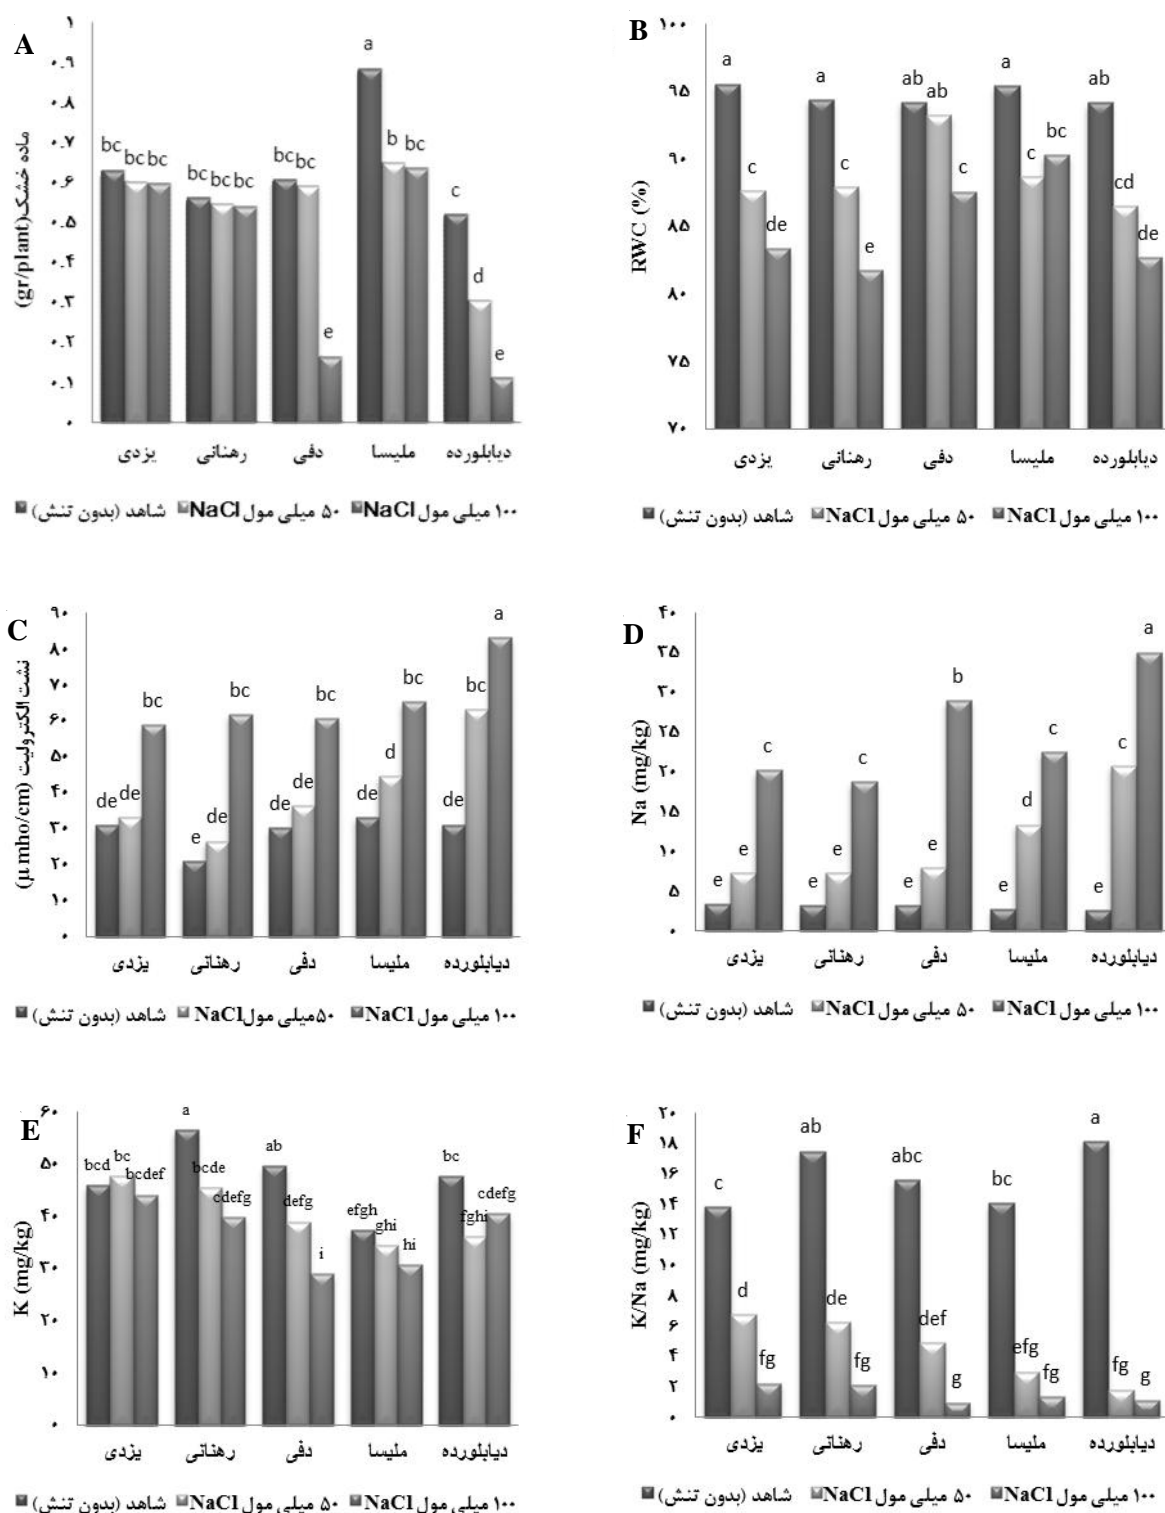 A
ماده خشک (gr/plant)
۱
۰.۹
۰.۸
۰.۷
۰.۶
۰.۵
۰.۴
۰.۳
۰.۲
۰.۱
۰
bc bc bc
bc bc bc
bc bc e
a b bc
c d e
یزدی رهنانی دفی ملیسا دیابلورده
شاهد (بدون تنش) ۵۰ میلی مول NaCl ۱۰۰ میلی مول NaCl
B
RWC (%)
۱۰۰
۹۵
۹۰
۸۵
۸۰
۷۵
۷۰
a c de
a c e
ab ab c
a c bc
ab cd de
یزدی رهنانی دفی ملیسا دیابلورده
شاهد (بدون تنش) ۵۰ میلی مول NaCl ۱۰۰ میلی مول NaCl
C
نشت الکترولیت (µmho/cm)
۹۰
۸۰
۷۰
۶۰
۵۰
۴۰
۳۰
۲۰
۱۰
۰
de de bc
e de bc
de de bc
de d bc
de bc a
یزدی رهنانی دفی ملیسا دیابلورده
شاهد (بدون تنش) ۵۰میلی مول NaCl ۱۰۰ میلی مول NaCl
D
Na (mg/kg)
۴۰
۳۵
۳۰
۲۵
۲۰
۱۵
۱۰
۵
۰
e e c
e e c
e e b
e d c
e c a
یزدی رهنانی دفی ملیسا دیابلورده
شاهد (بدون تنش) ۵۰ میلی مول NaCl ۱۰۰ میلی مول NaCl
E
K (mg/kg)
۶۰
۵۰
۴۰
۳۰
۲۰
۱۰
۰
bcd bc bcdef
a bcde cdefg
ab defg i
efgh ghi hi
bc fghi cdefg
یزدی رهنانی دفی ملیسا دیابلورده
شاهد (بدون تنش) ۵۰ میلی مول NaCl ۱۰۰ میلی مول NaCl
F
K/Na (mg/kg)
۲۰
۱۸
۱۶
۱۴
۱۲
۱۰
۸
۶
۴
۲
۰
c d fg
ab de fg
abc def g
bc efg fg
a fg g
یزدی رهنانی دفی ملیسا دیابلورده
شاهد (بدون تنش) ۵۰ میلی مول NaCl ۱۰۰ میلی مول NaCl